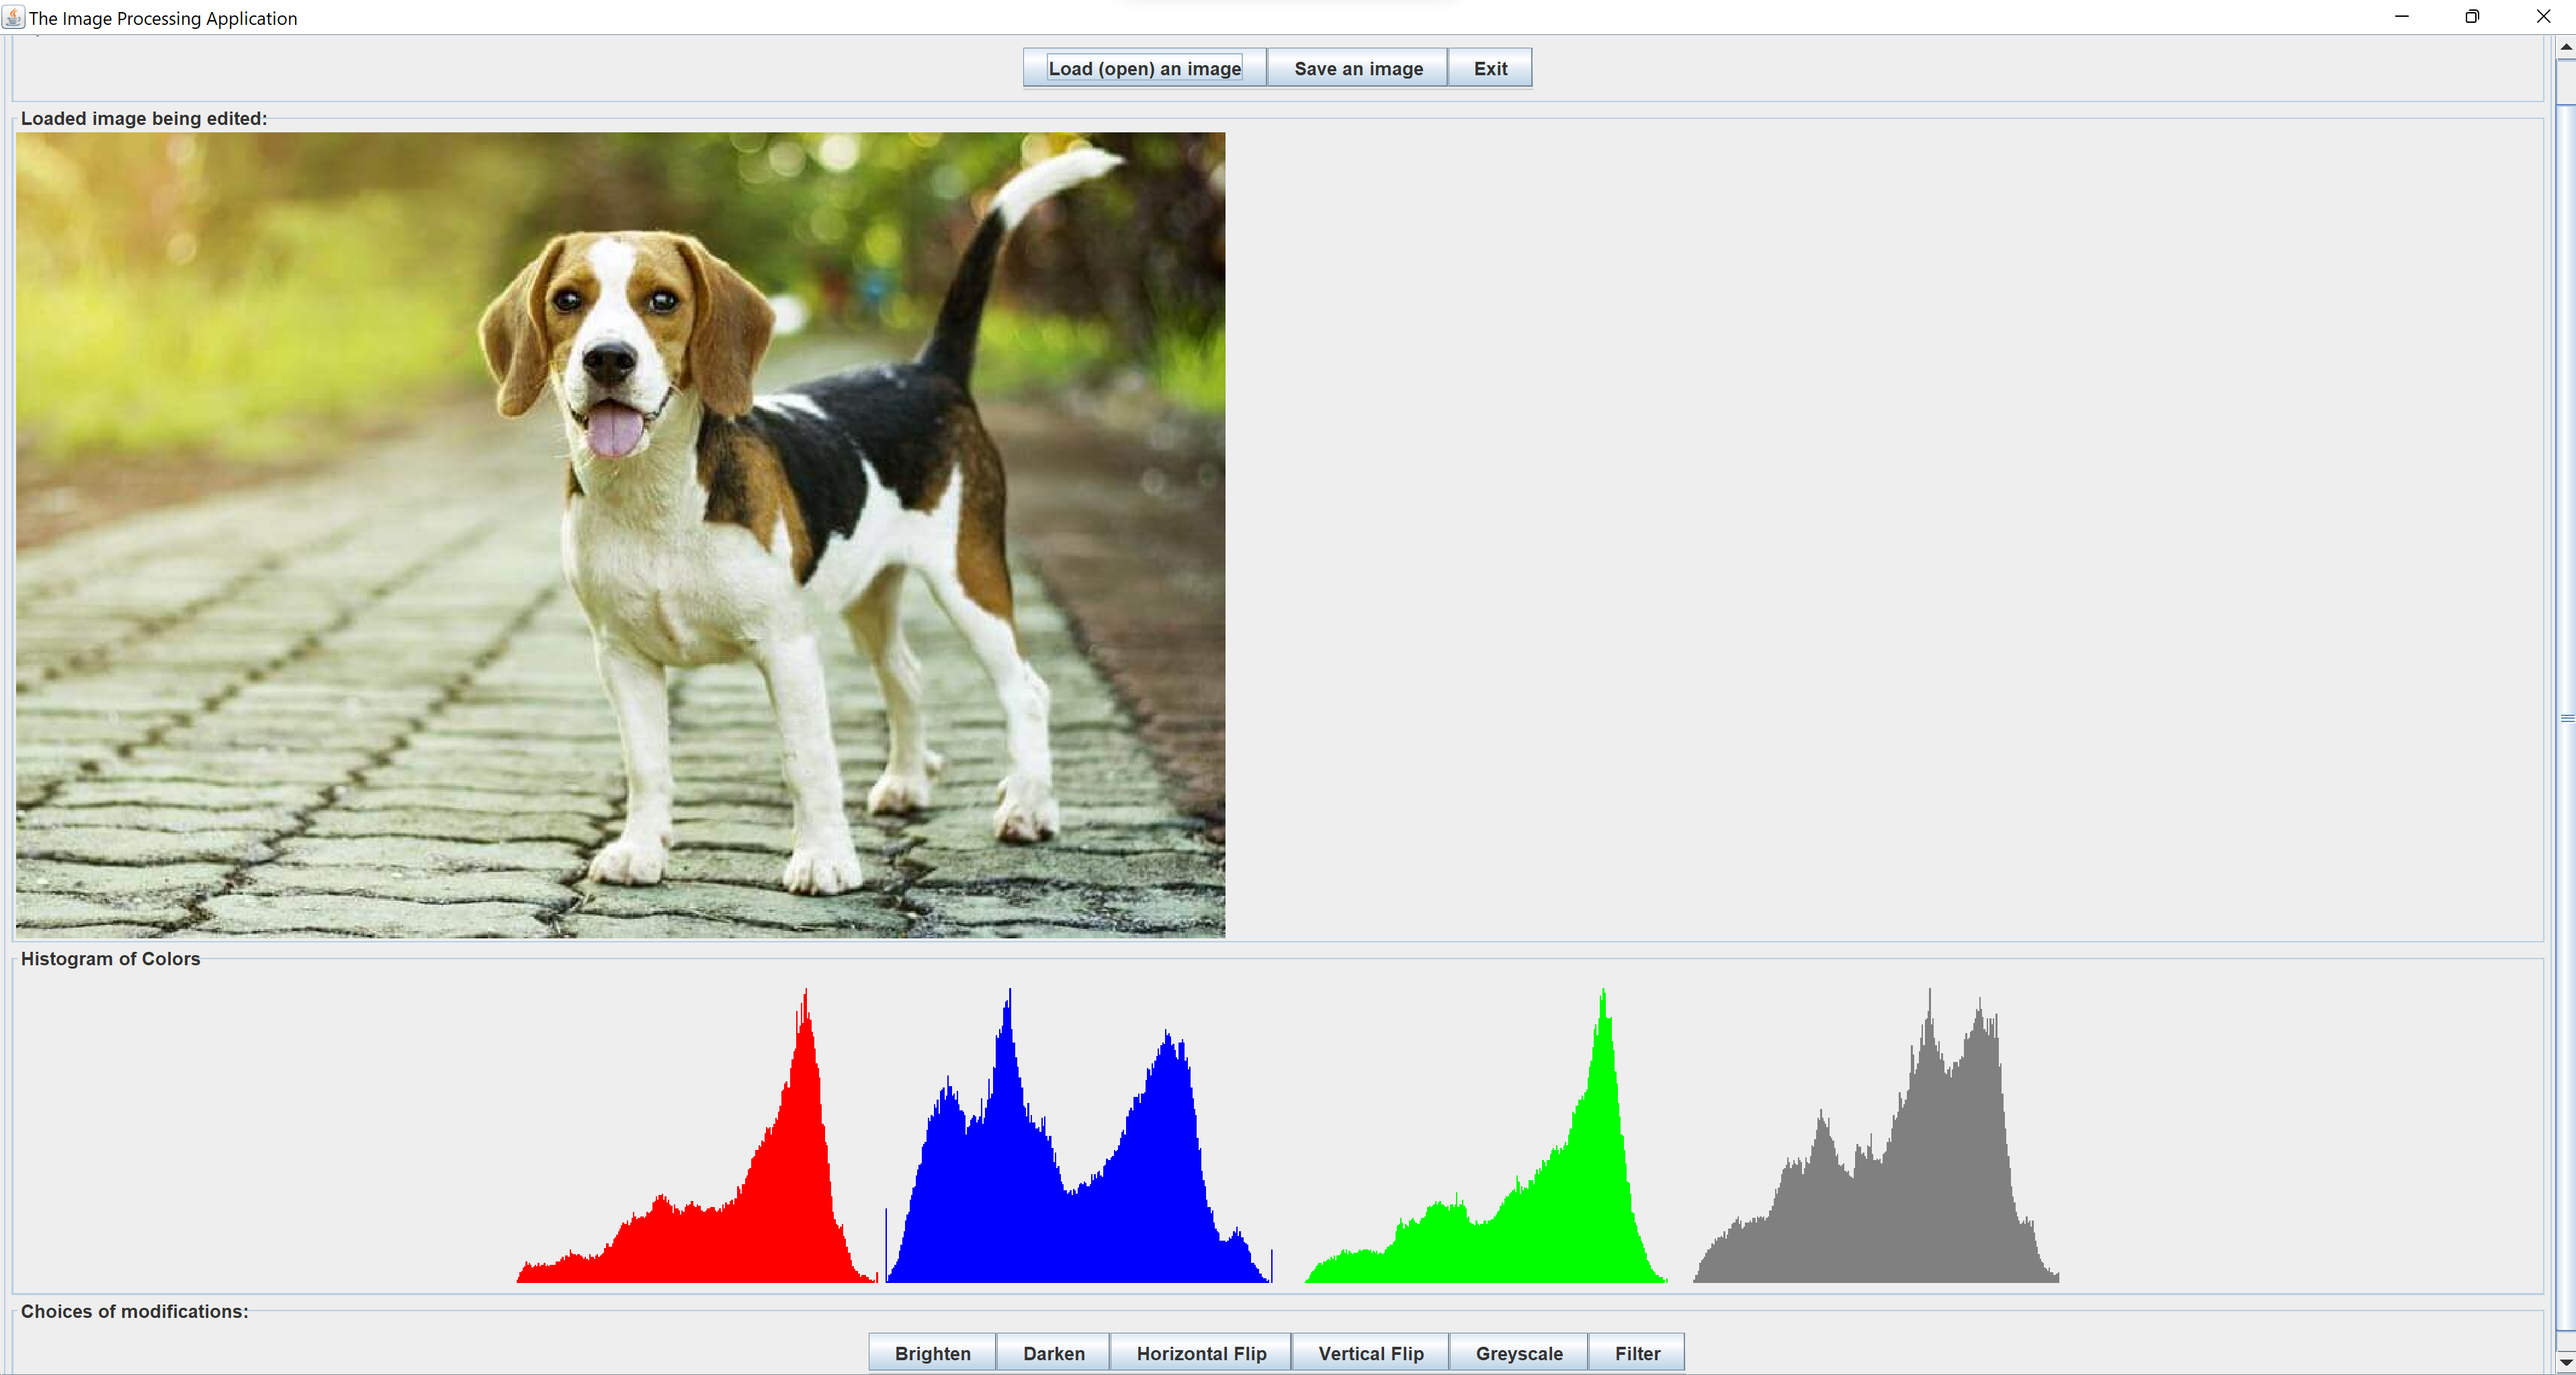 The Image Processing Application
Load (open) an image Save an image Exit
Loaded image being edited:
Histogram of Colors
Choices of modifications:
Brighten Darken Horizontal Flip Vertical Flip Greyscale Filter